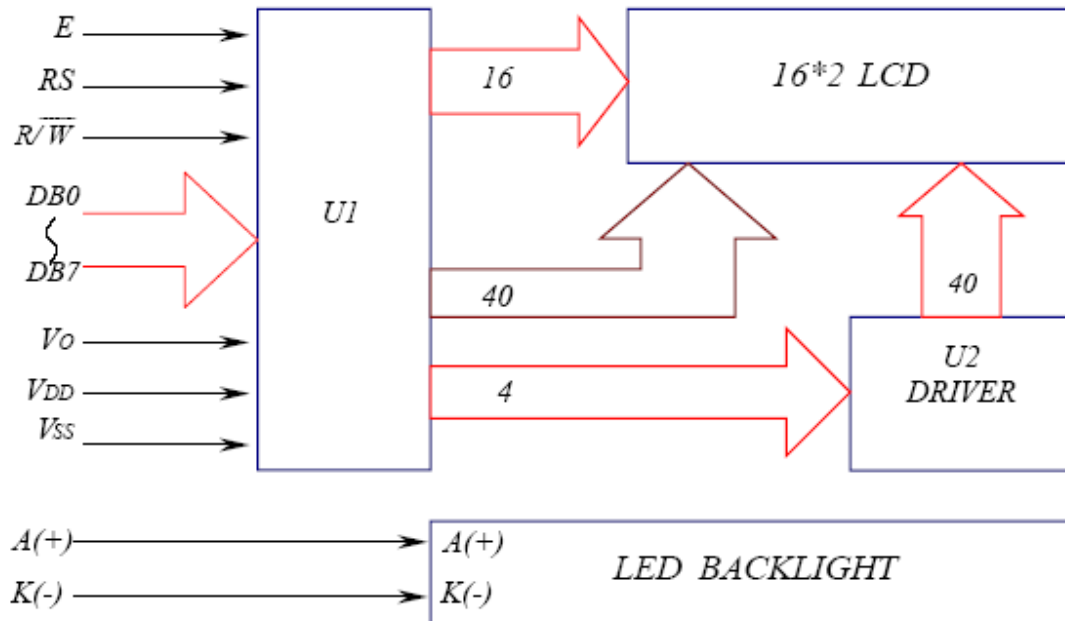 E
RS
R/W̅
DB0
DB7
VO
VDD
VSS
U1
16
40
4
16*2 LCD
40
U2
DRIVER
A(+)
K(-)
A(+)
K(-)
LED BACKLIGHT